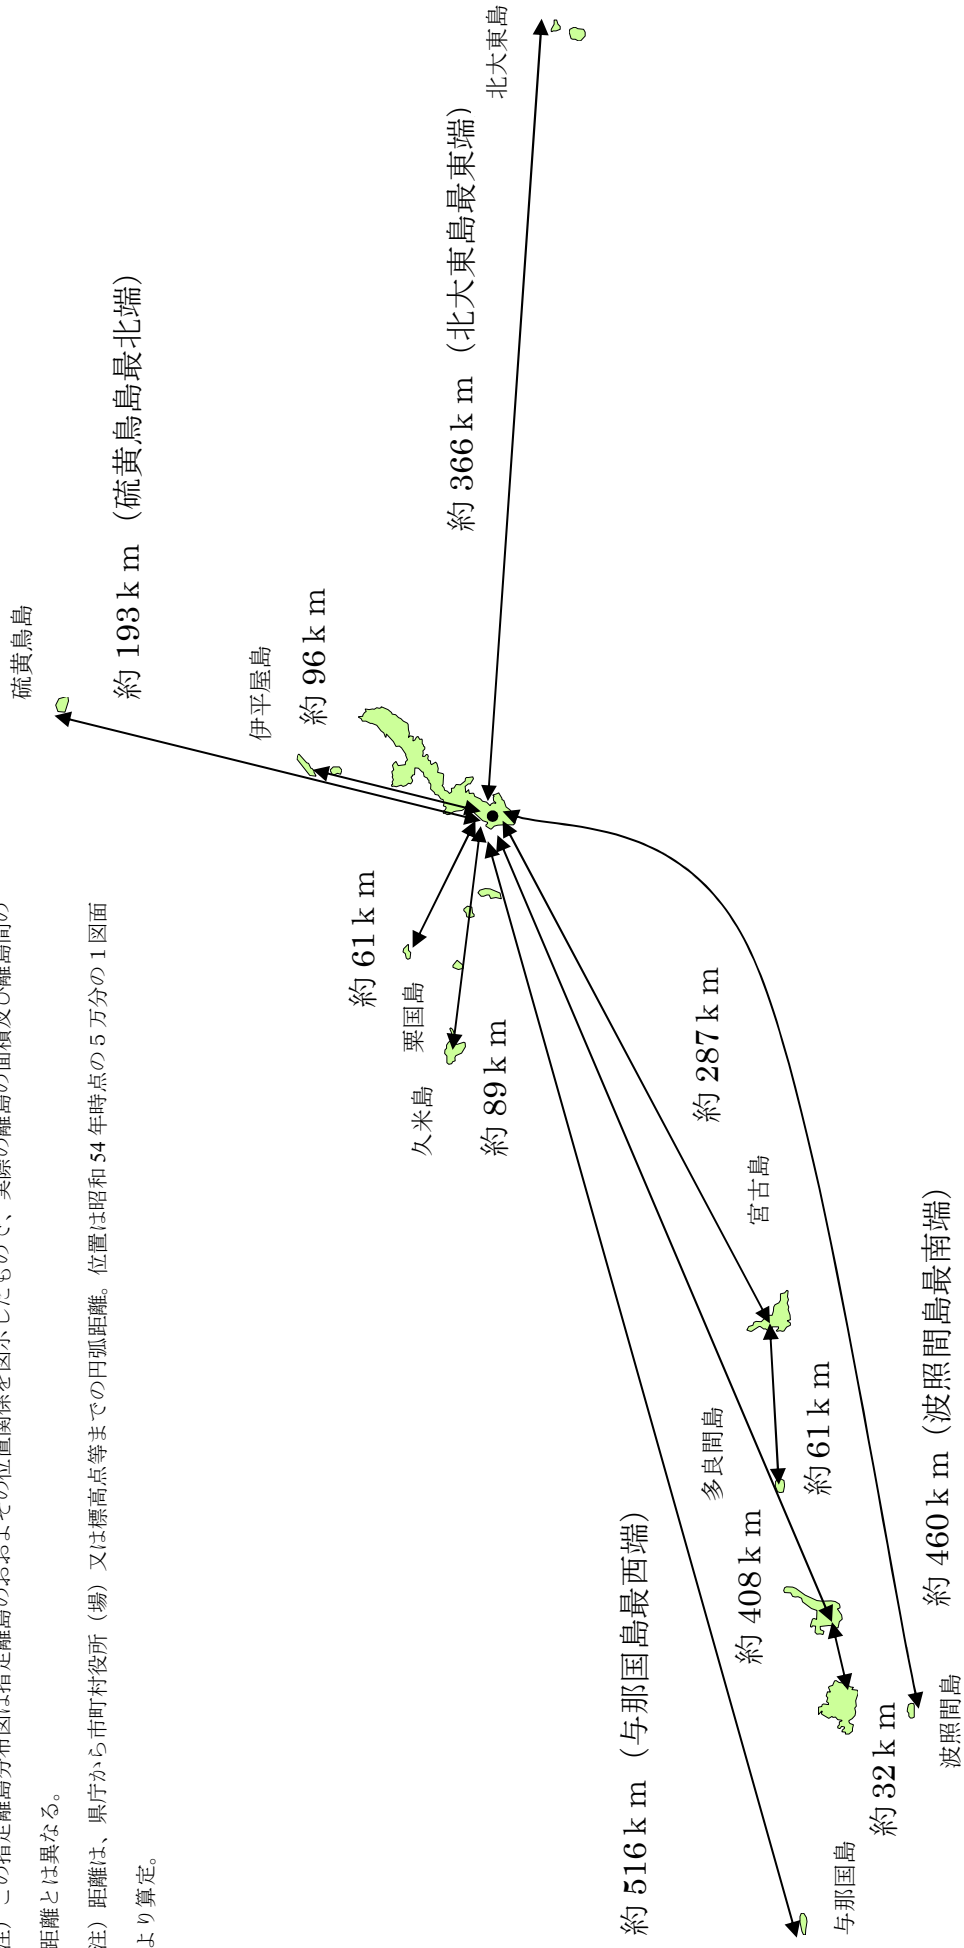 注）この指定離島分布図は指定離島のおおよその位置関係を図示したもので、実際の離島の面積及び離島間の
距離とは異なる。
注）距離は、県庁から市町村役所（場）又は標高点等までの円弧距離。位置は昭和54年時点の5万分の1図面
より算定。
硫黄鳥島
約193ｋｍ（硫黄鳥島最北端）
伊平屋島
約96ｋｍ
約61ｋｍ
粟国島
久米島
約89ｋｍ
北大東島
約366ｋｍ（北大東島最東端）
約516ｋｍ（与那国島最西端）
約287ｋｍ
宮古島
多良間島
約408ｋｍ
約61ｋｍ
与那国島
約32ｋｍ
約460ｋｍ（波照間島最南端）
波照間島